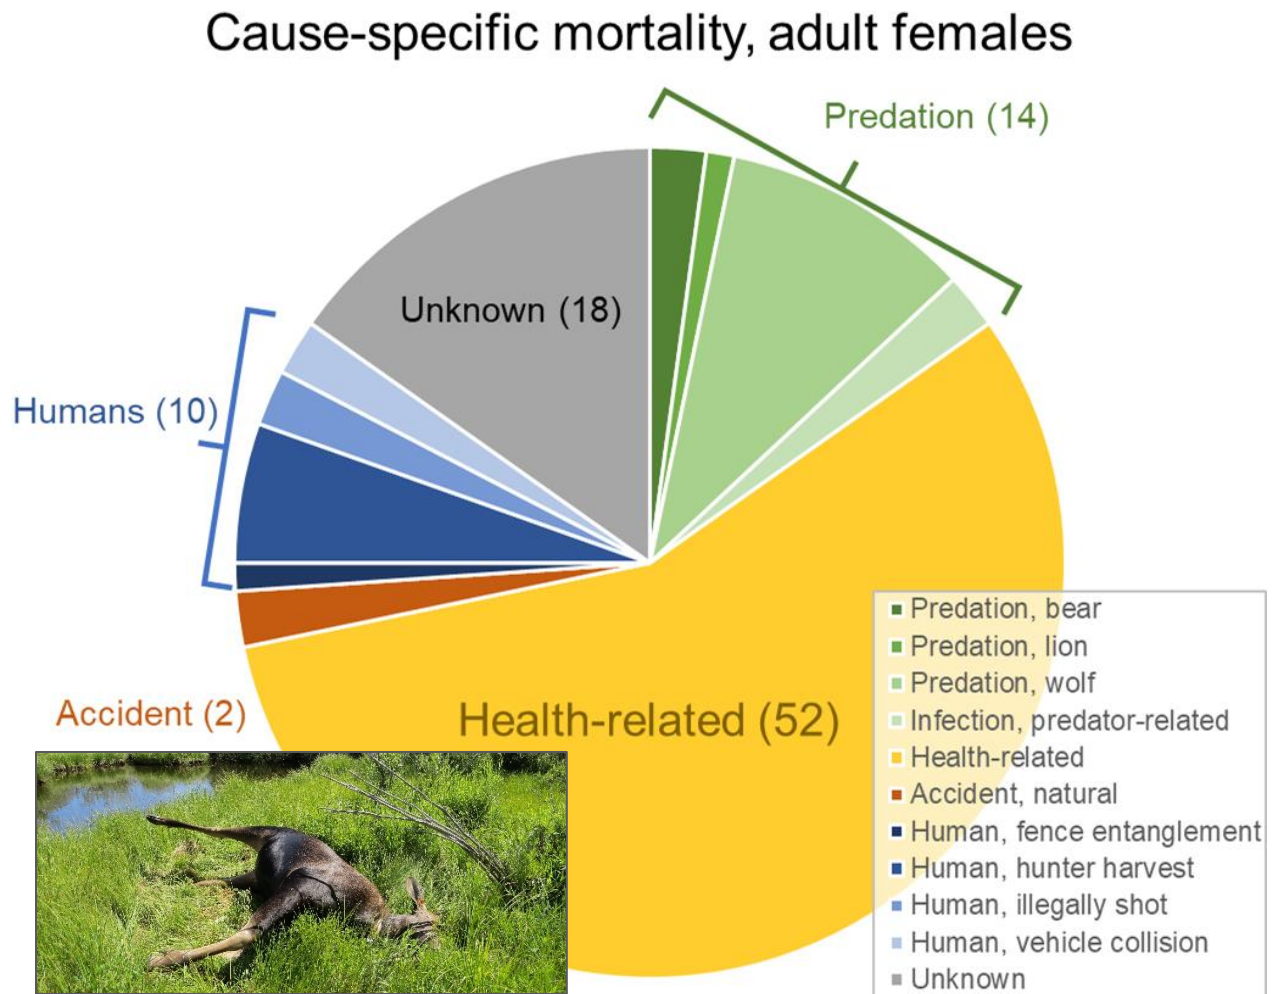 Cause-specific mortality, adult females
Predation (14)
Unknown (18)
Humans (10)
Accident (2)
Health-related (52)
Predation, bear
Predation, lion
Predation, wolf
Infection, predator-related
Health-related
Accident, natural
Human, fence entanglement
Human, hunter harvest
Human, illegally shot
Human, vehicle collision
Unknown